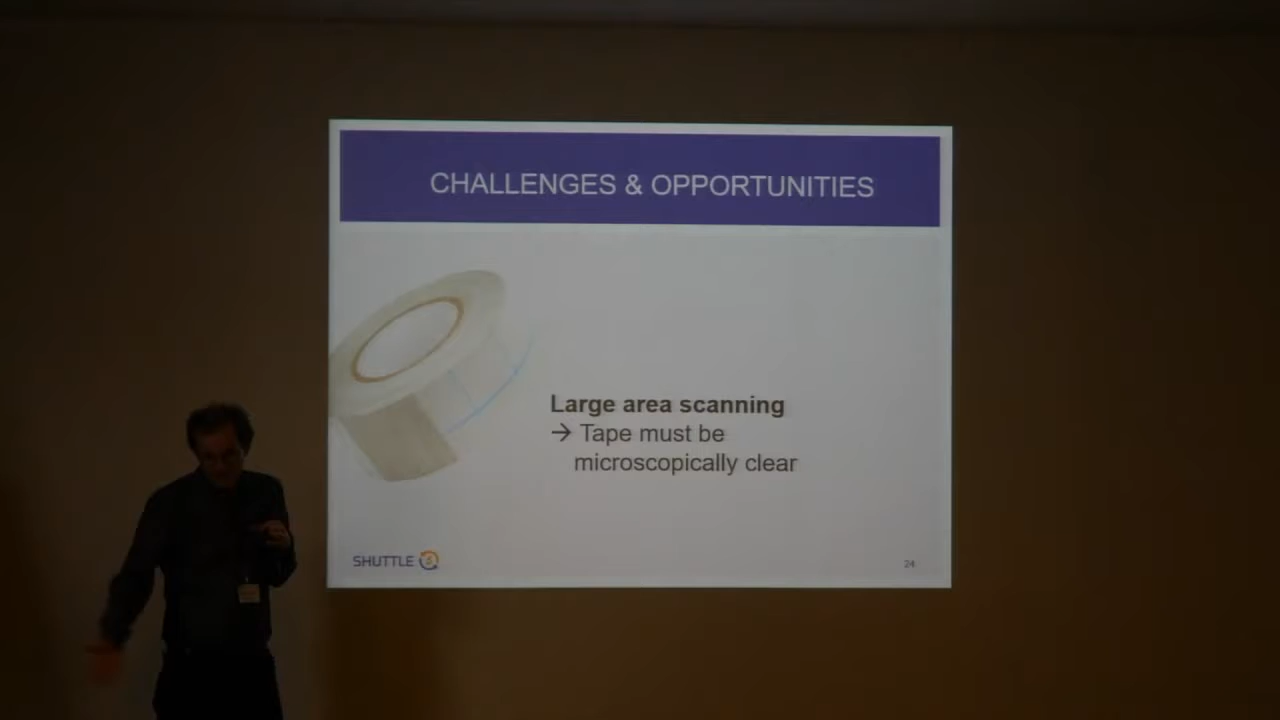 CHALLENGES & OPPORTUNITIES
Large area scanning
→ Tape must be
microscopically clear
SHUTTLE
24